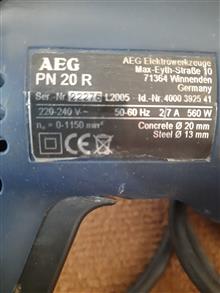 AEG
PN 20 R
AEG Elektrowerkzeuge
Max-Eyth-Straße 10
71364 Winnenden
Germany
Ser.-Nr. 02276 L2005 - Id.-Nr. 4000 3925 41
220-240 V~ 50-60 Hz 2/7 A 560 W
n₀ = 0-1150 min⁻¹
Concrete Ø 20 mm
Steel Ø 13 mm
CE